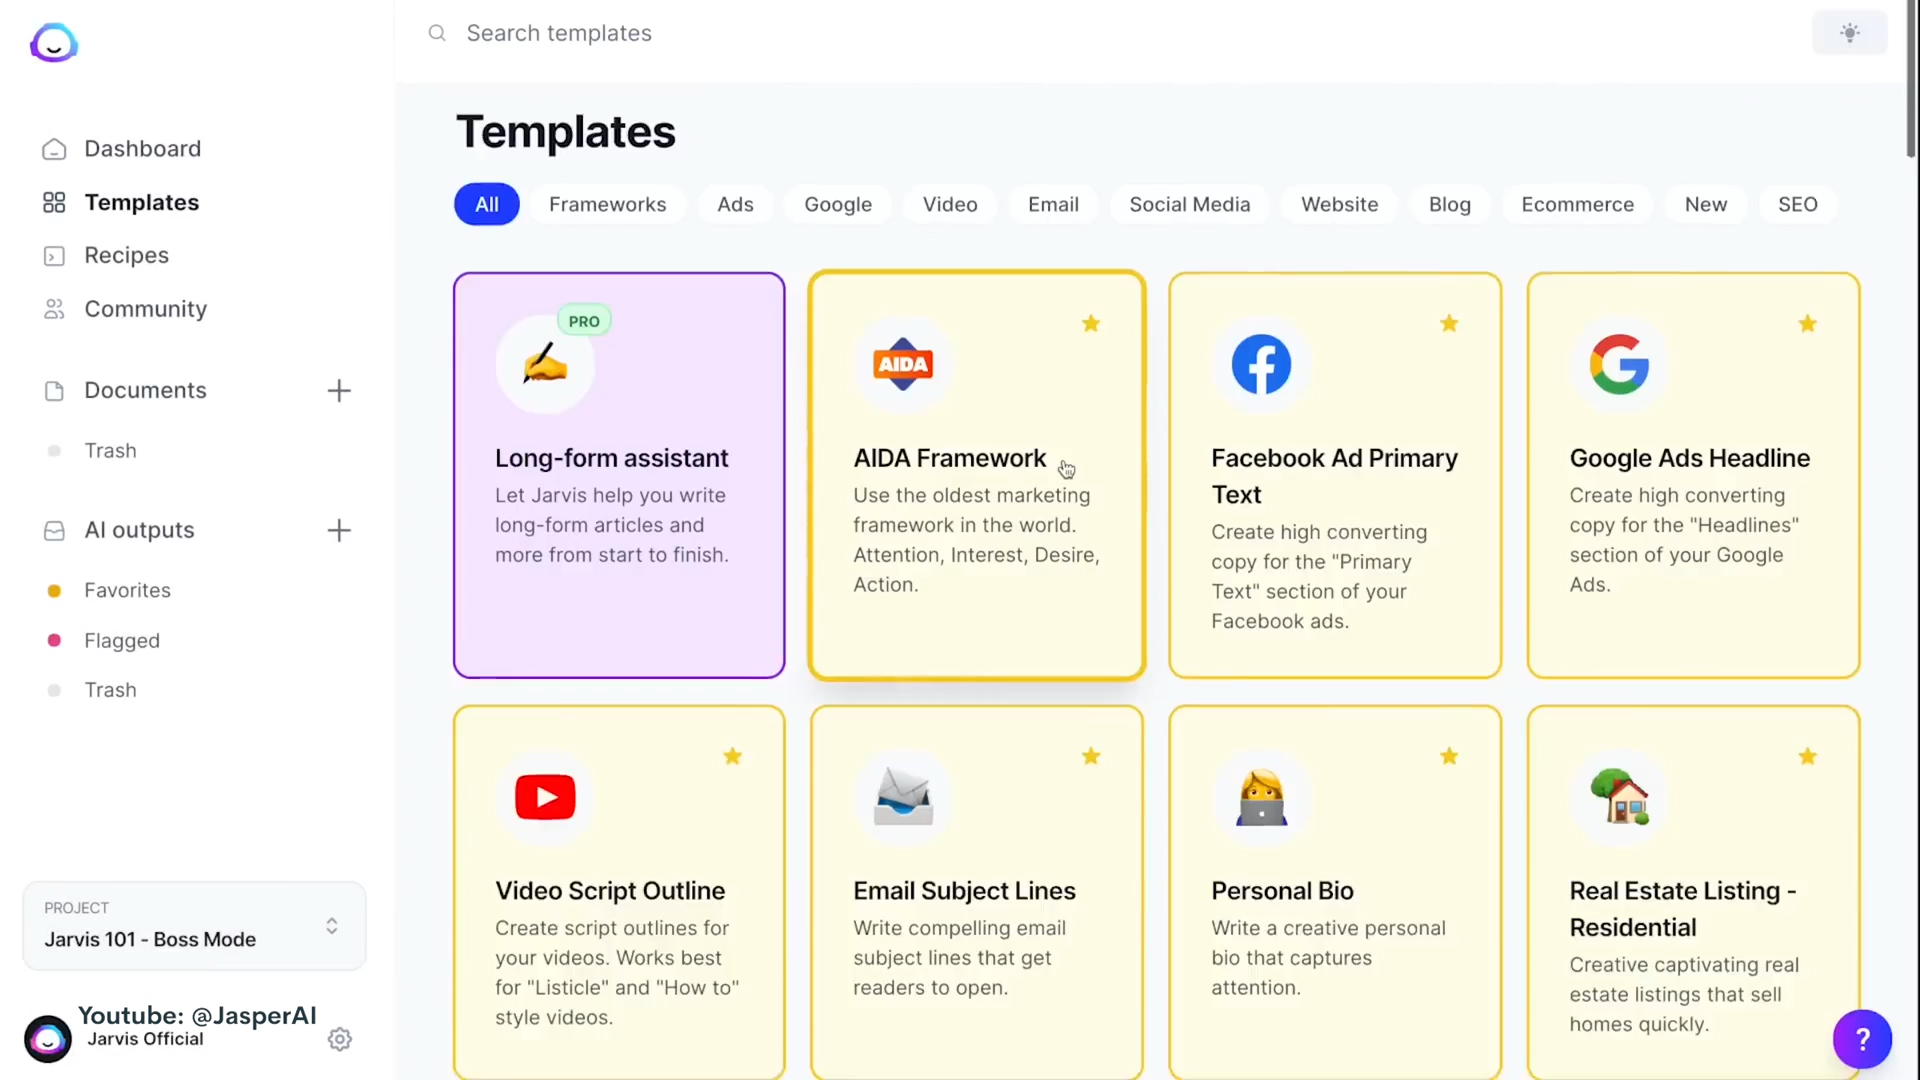 Search templates
Dashboard
Templates
Recipes
Community
Documents
Trash
AI outputs
Favorites
Flagged
Trash
PROJECT
Jarvis 101 - Boss Mode
Youtube: @JasperAI
Jarvis Official
Templates
All
Frameworks
Ads
Google
Video
Email
Social Media
Website
Blog
Ecommerce
New
SEO
PRO
Long-form assistant
Let Jarvis help you write
long-form articles and
more from start to finish.
AIDA
AIDA Framework
Use the oldest marketing
framework in the world.
Attention, Interest, Desire,
Action.
Facebook Ad Primary
Text
Create high converting
copy for the "Primary
Text" section of your
Facebook ads.
Google Ads Headline
Create high converting
copy for the "Headlines"
section of your Google
Ads.
Video Script Outline
Create script outlines for
your videos. Works best
for "Listicle" and "How to"
style videos.
Email Subject Lines
Write compelling email
subject lines that get
readers to open.
Personal Bio
Write a creative personal
bio that captures
attention.
Real Estate Listing -
Residential
Creative captivating real
estate listings that sell
homes quickly.
?